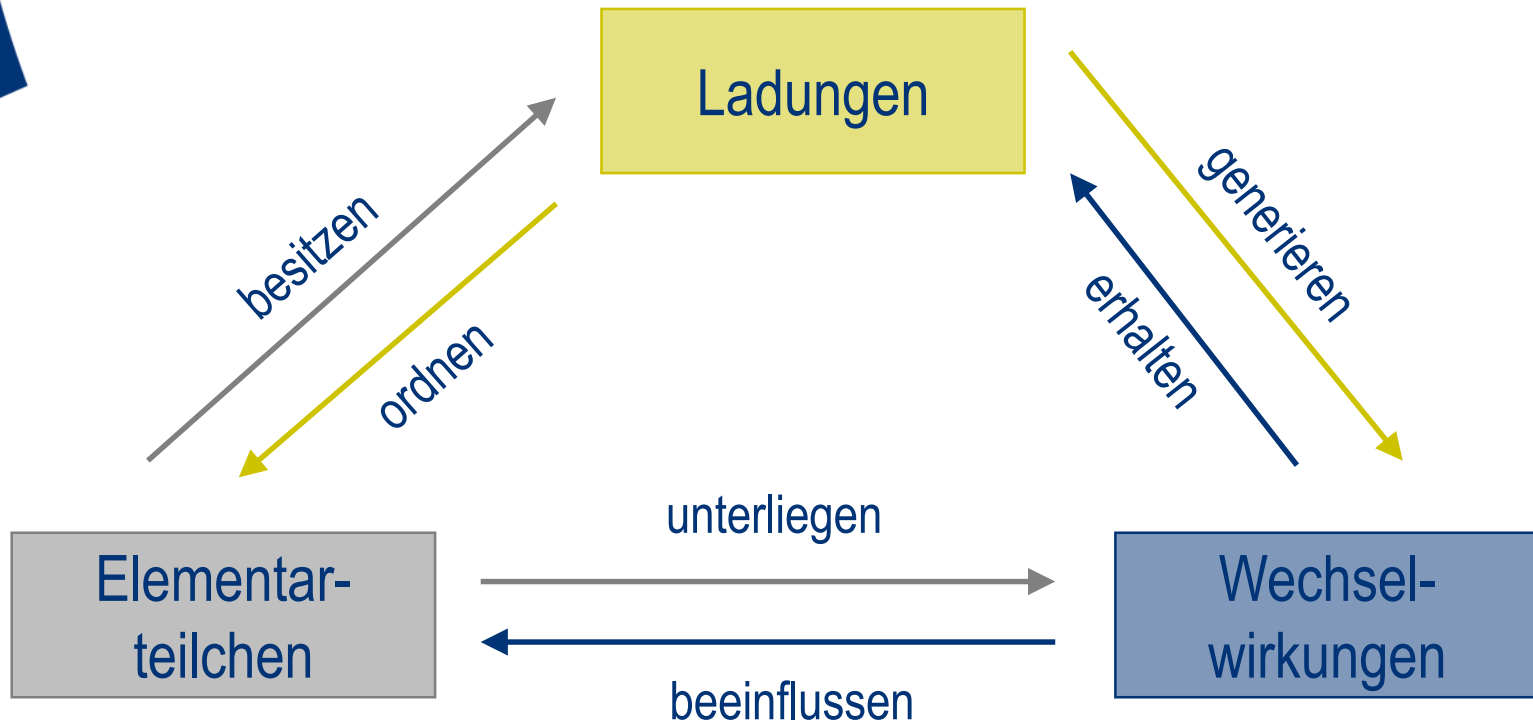 Ladungen
besitzen
generieren
ordnen
erhalten
unterliegen
Elementar-
teilchen
Wechsel-
wirkungen
beeinflussen